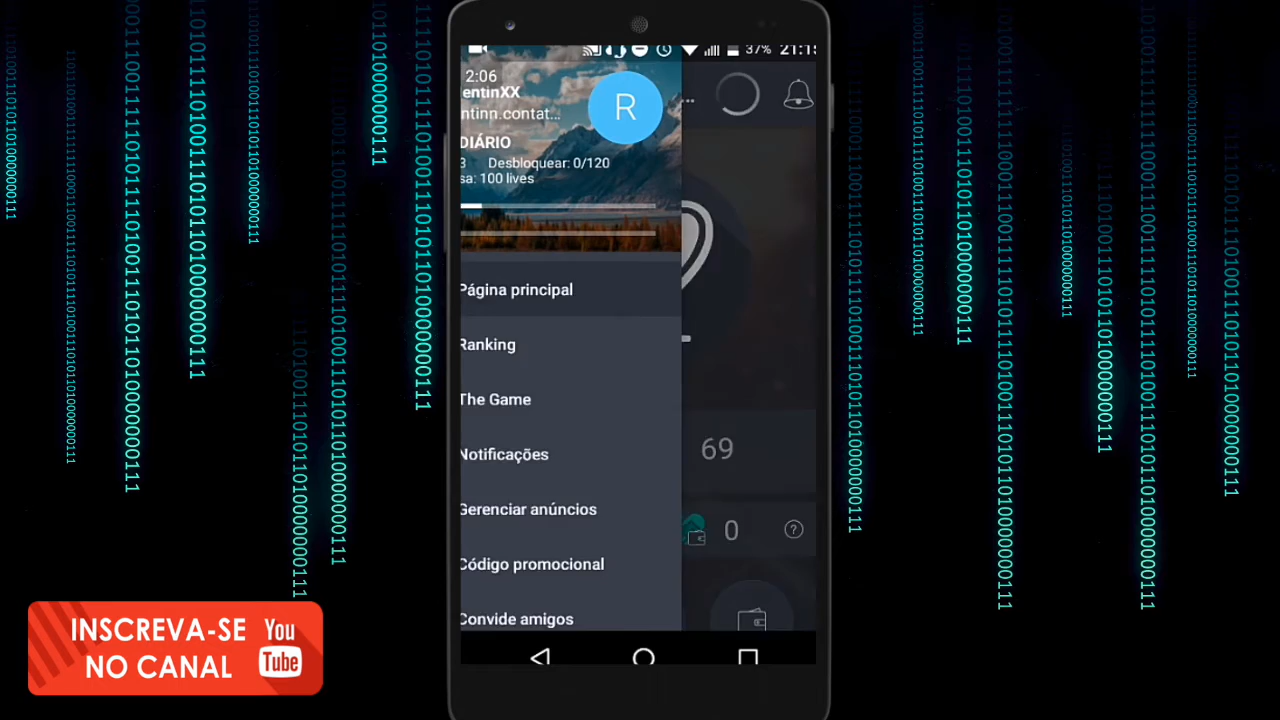 37% 21:15
2:06
entinXX
ntinn.contat...
R
DIÁRIO
3 Desbloquear: 0/120
sa: 100 lives
Página principal
Ranking
The Game
Notificações
Gerenciar anúncios
Código promocional
Convide amigos
69
0
?
INSCREVA-SE
NO CANAL
You
Tube